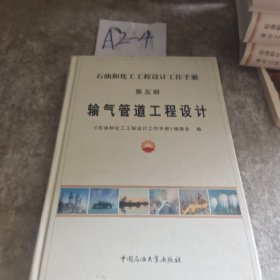 A2-4
石油和化工工程设计工作手册
第五册
输气管道工程设计
《石油和化工工程设计工作手册》编委会 编
中国石油大学出版社